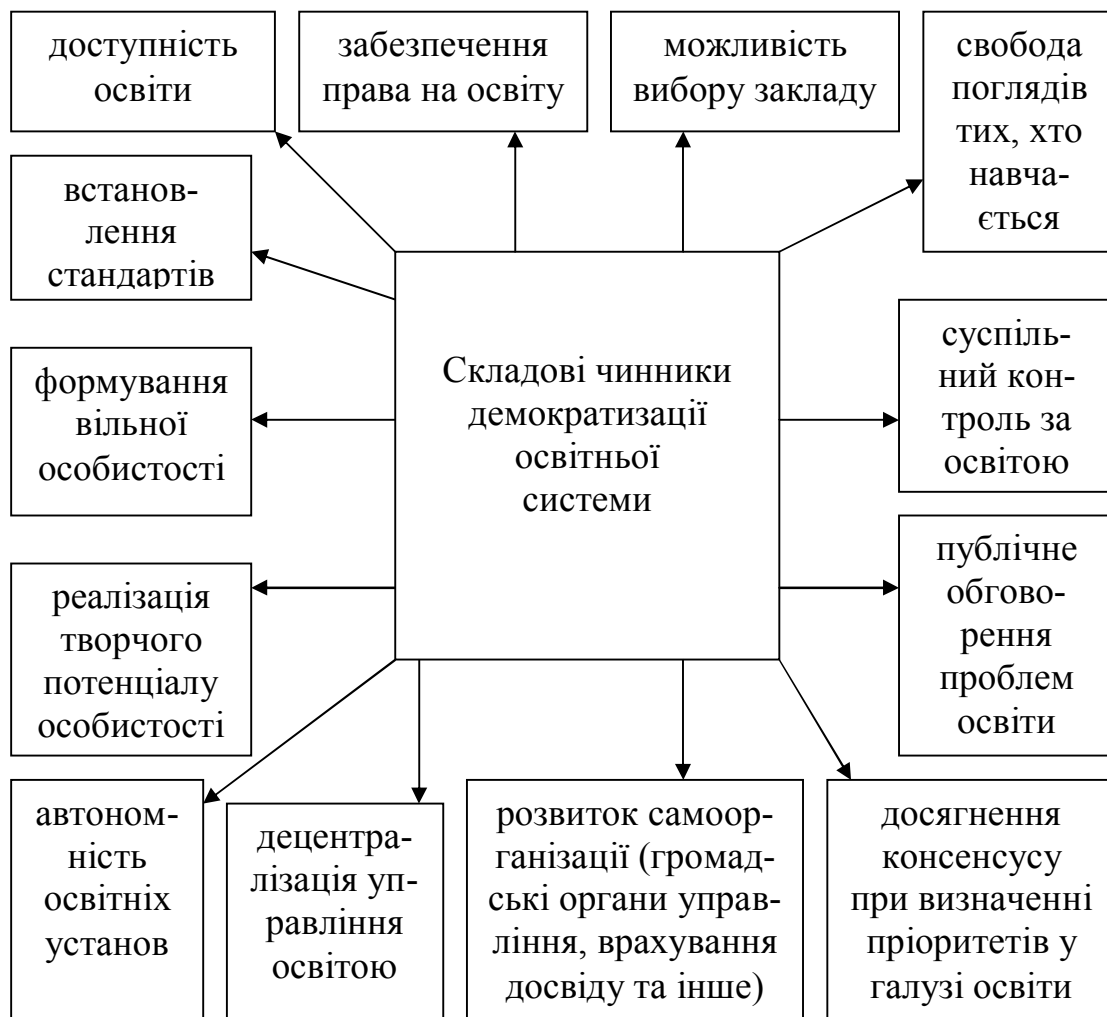 доступність
освіти
забезпечення
права на освіту
можливість
вибору закладу
свобода
поглядів
тих, хто
навча-
ється
встанов-
лення
стандартів
Складові чинники
демократизації
освітньої
системи
суспіль-
ний кон-
троль за
освітою
формування
вільної
особистості
публічне
обгово-
рення
проблем
освіти
реалізація
творчого
потенціалу
особистості
автоном-
ність
освітніх
установ
децентра-
лізація уп-
равління
освітою
розвиток самоор-
ганізації (громад-
ські органи управ-
ління, врахування
досвіду та інше)
досягнення
консенсусу
при визначенні
пріоритетів у
галузі освіти